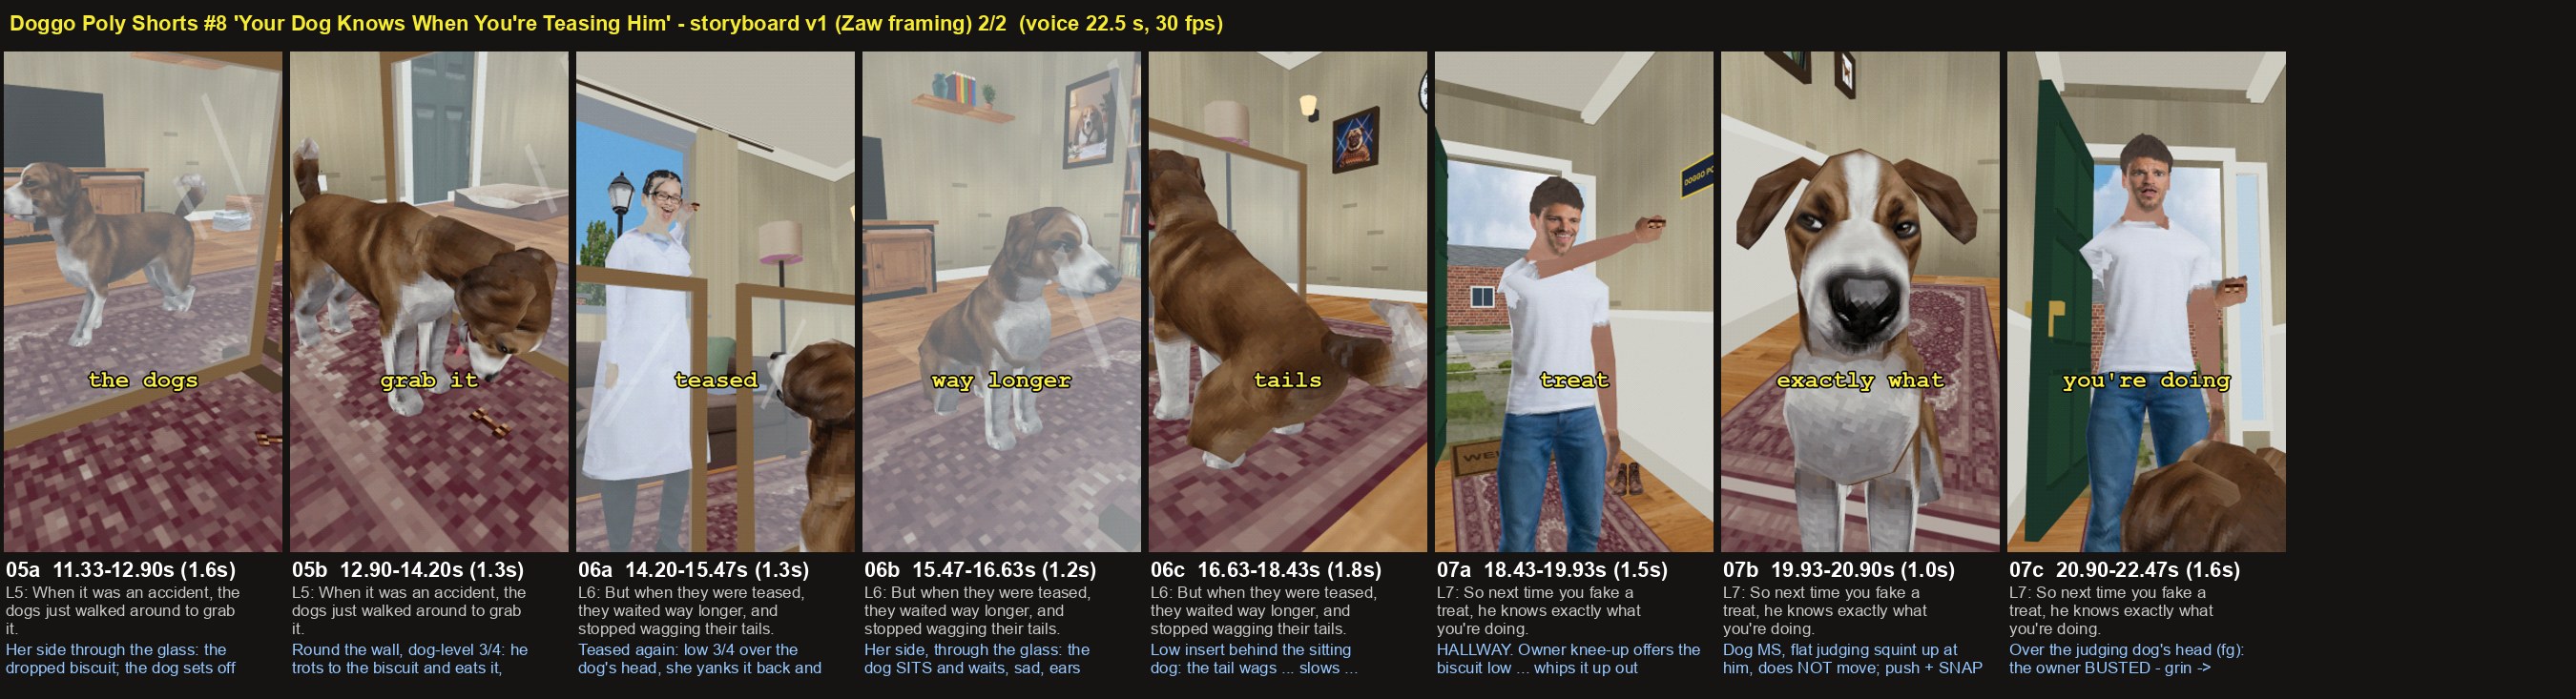 Doggo Poly Shorts #8 'Your Dog Knows When You're Teasing Him' - storyboard v1 (Zaw framing) 2/2  (voice 22.5 s, 30 fps)
the dogs
grab it
teased
way longer
tails
treat
exactly what
you're doing
DOGGO PO
WEL
05a  11.33-12.90s (1.6s)
L5: When it was an accident, the
dogs just walked around to grab
it.
Her side through the glass: the
dropped biscuit; the dog sets off
05b  12.90-14.20s (1.3s)
L5: When it was an accident, the
dogs just walked around to grab
it.
Round the wall, dog-level 3/4: he
trots to the biscuit and eats it,
06a  14.20-15.47s (1.3s)
L6: But when they were teased,
they waited way longer, and
stopped wagging their tails.
Teased again: low 3/4 over the
dog's head, she yanks it back and
06b  15.47-16.63s (1.2s)
L6: But when they were teased,
they waited way longer, and
stopped wagging their tails.
Her side, through the glass: the
dog SITS and waits, sad, ears
06c  16.63-18.43s (1.8s)
L6: But when they were teased,
they waited way longer, and
stopped wagging their tails.
Low insert behind the sitting
dog: the tail wags ... slows ...
07a  18.43-19.93s (1.5s)
L7: So next time you fake a
treat, he knows exactly what
you're doing.
HALLWAY. Owner knee-up offers the
biscuit low ... whips it up out
07b  19.93-20.90s (1.0s)
L7: So next time you fake a
treat, he knows exactly what
you're doing.
Dog MS, flat judging squint up at
him, does NOT move; push + SNAP
07c  20.90-22.47s (1.6s)
L7: So next time you fake a
treat, he knows exactly what
you're doing.
Over the judging dog's head (fg):
the owner BUSTED - grin ->